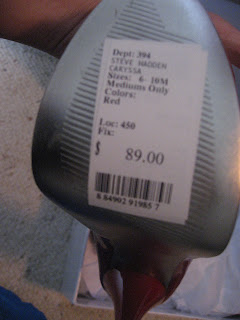 Dept: 394
STEVE MADDEN
CARYSSA
Sizes: 6- 10M
Mediums Only
Colors:
Red
Loc: 450
Fix:
$ 89.00
8 84902 91985 7